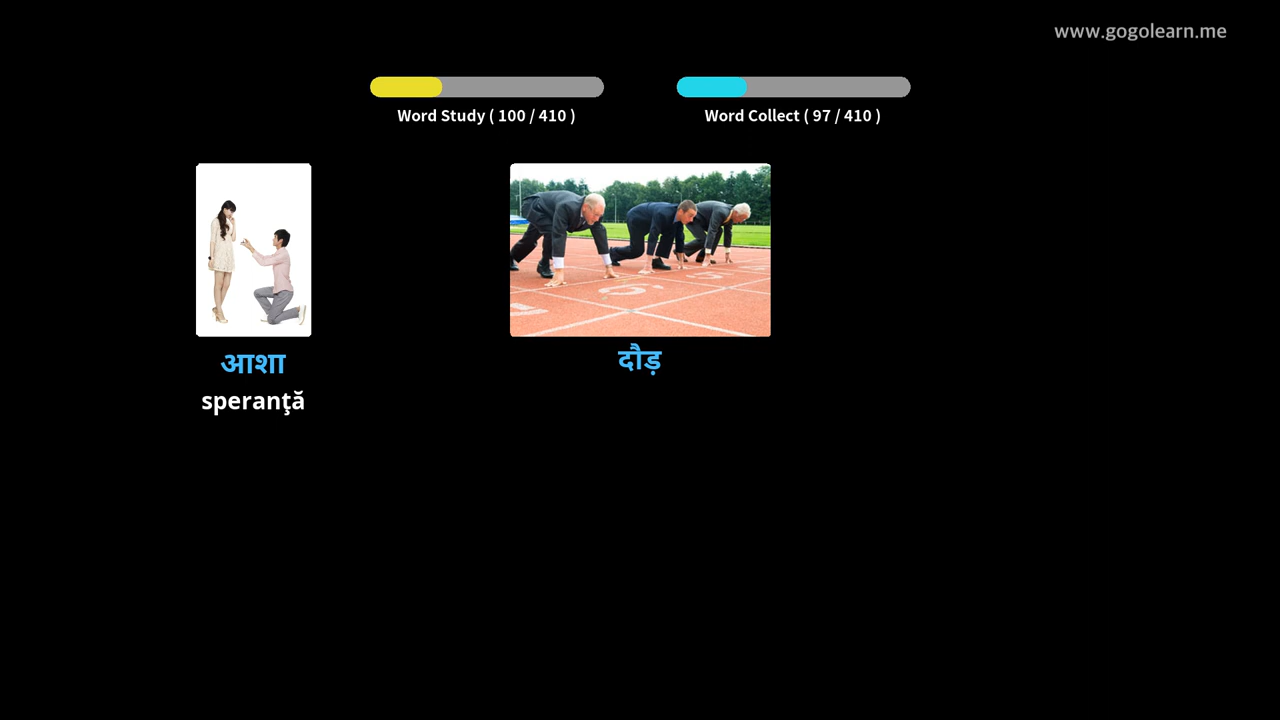 www.gogolearn.me
Word Study ( 100 / 410 )
Word Collect ( 97 / 410 )
आशा
speranţă
दौड़